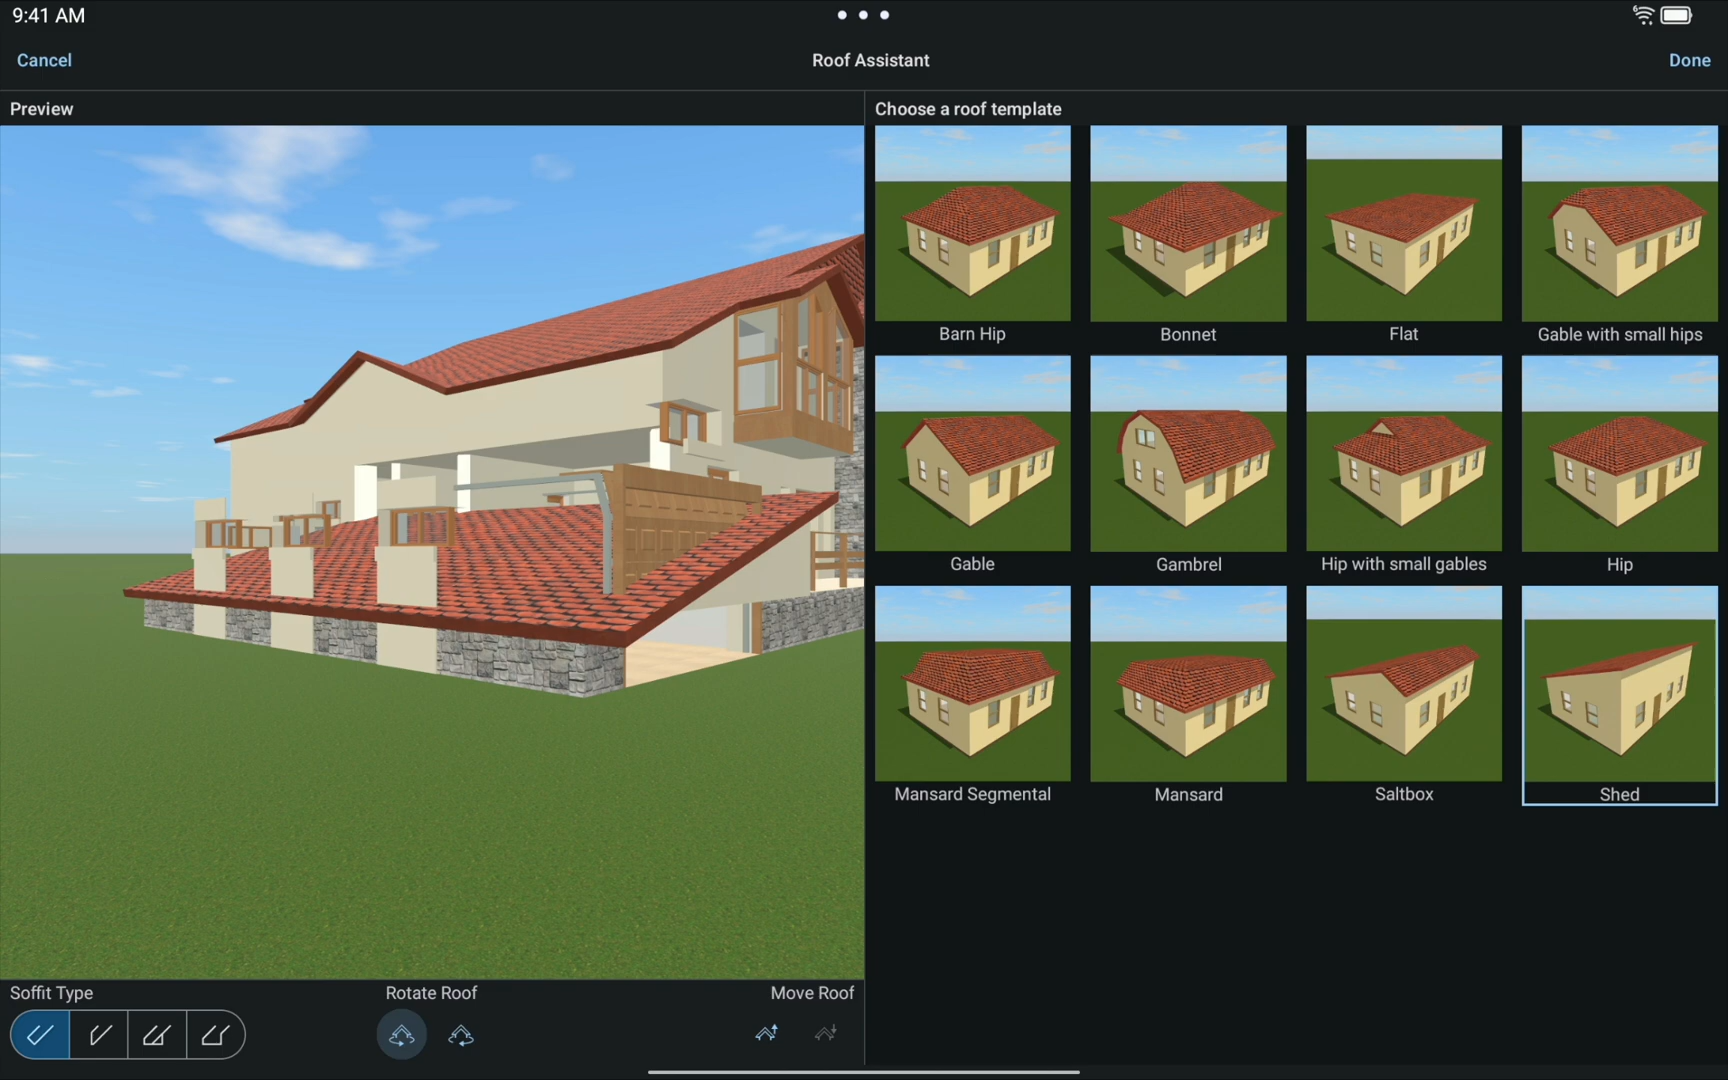 9:41 AM
Cancel
Roof Assistant
Done
Preview
Choose a roof template
Barn Hip
Bonnet
Flat
Gable with small hips
Gable
Gambrel
Hip with small gables
Hip
Mansard Segmental
Mansard
Saltbox
Shed
Soffit Type
Rotate Roof
Move Roof